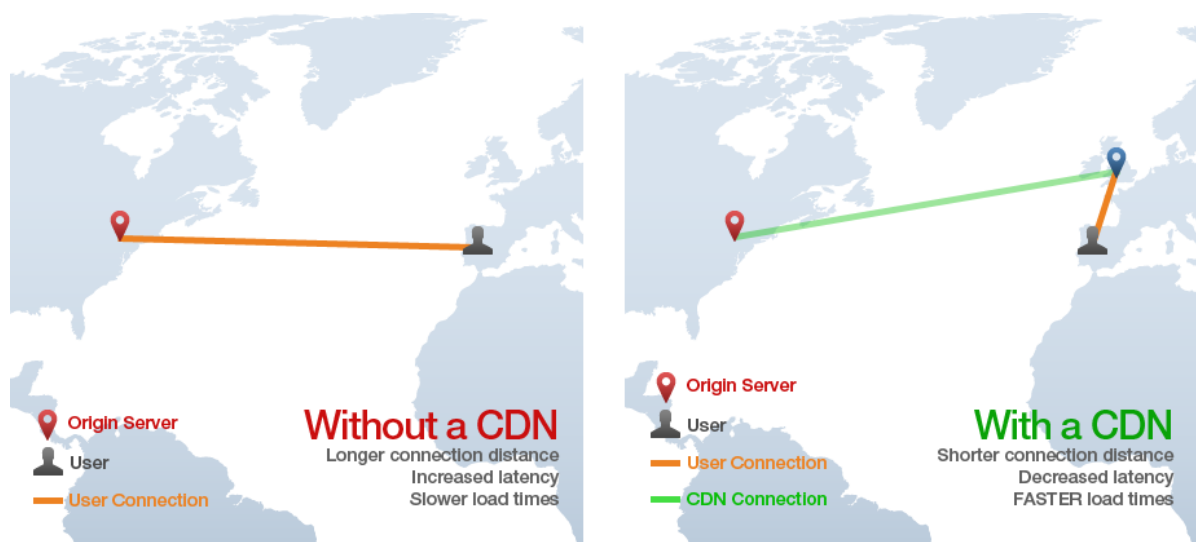 Origin Server
User
User Connection
Without a CDN
Longer connection distance
Increased latency
Slower load times
Origin Server
User
User Connection
CDN Connection
With a CDN
Shorter connection distance
Decreased latency
FASTER load times